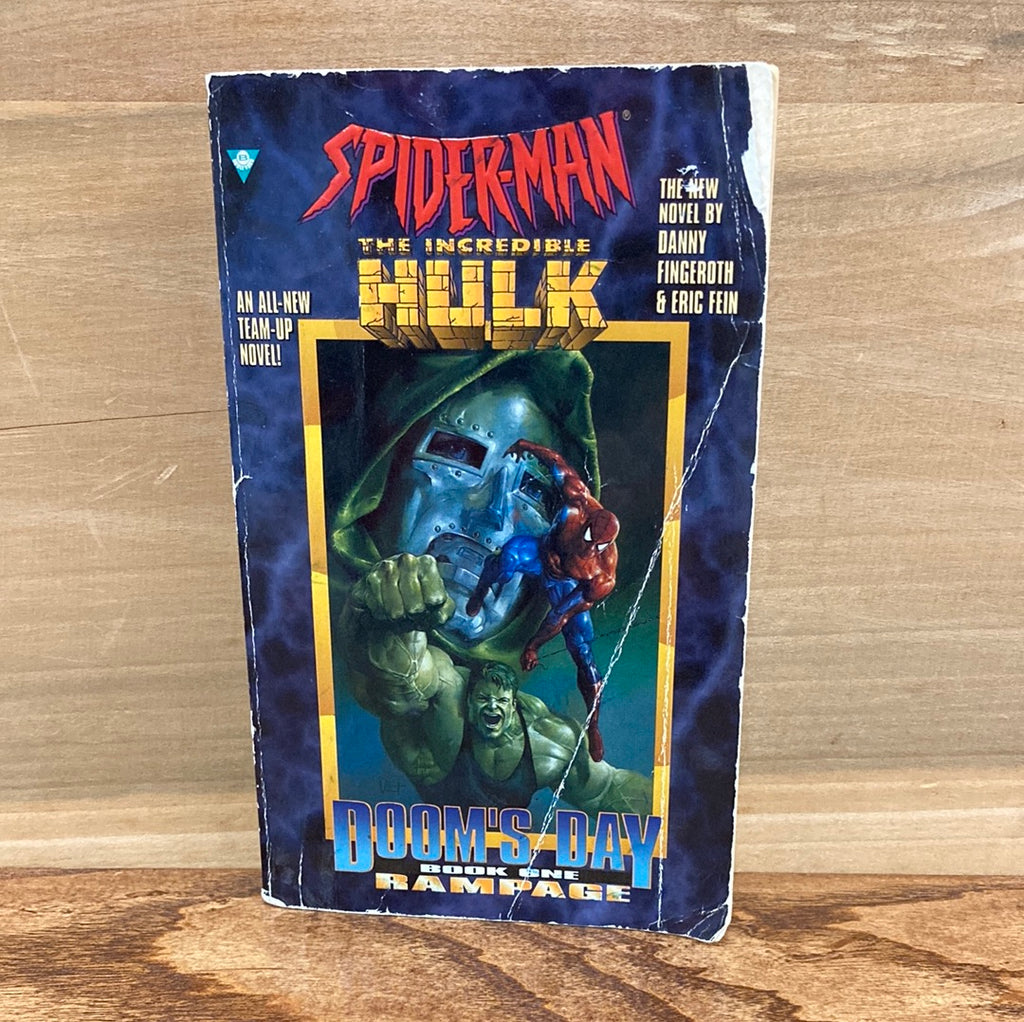 SPIDER-MAN®
THE INCREDIBLE
HULK
THE NEW
NOVEL BY
DANNY
FINGEROTH
& ERIC FEIN
AN ALL-NEW
TEAM-UP
NOVEL!
DOOM'S DAY
BOOK ONE
RAMPAGE